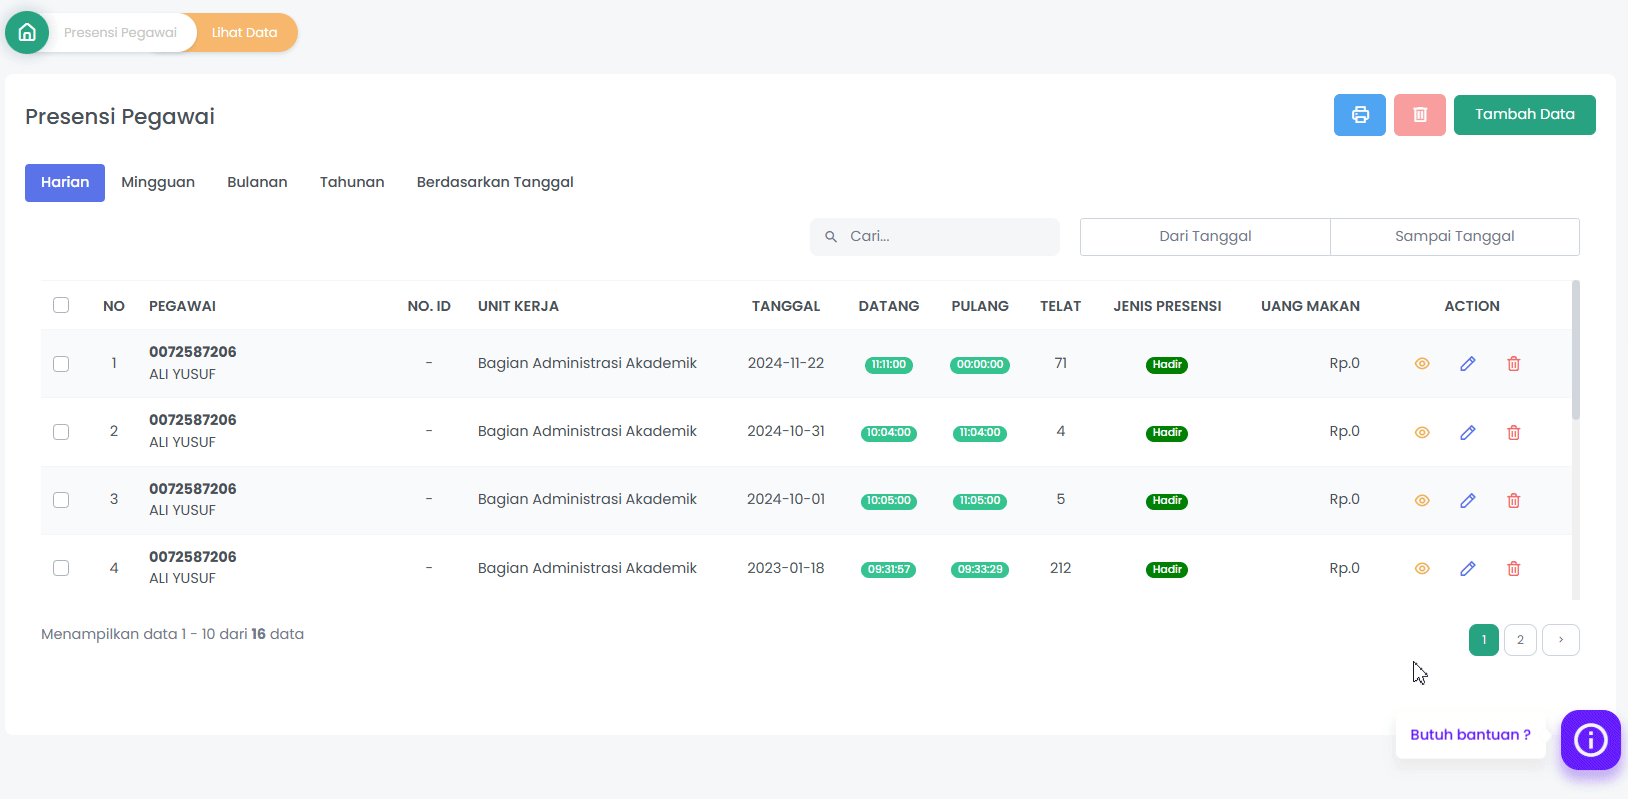 Presensi Pegawai Lihat Data
Presensi Pegawai
Tambah Data
Harian Mingguan Bulanan Tahunan Berdasarkan Tanggal
Cari... Dari Tanggal Sampai Tanggal
NO PEGAWAI NO. ID UNIT KERJA TANGGAL DATANG PULANG TELAT JENIS PRESENSI UANG MAKAN ACTION
1 0072587206 ALI YUSUF - Bagian Administrasi Akademik 2024-11-22 11:11:00 00:00:00 71 Hadir Rp.0
2 0072587206 ALI YUSUF - Bagian Administrasi Akademik 2024-10-31 10:04:00 11:04:00 4 Hadir Rp.0
3 0072587206 ALI YUSUF - Bagian Administrasi Akademik 2024-10-01 10:05:00 11:05:00 5 Hadir Rp.0
4 0072587206 ALI YUSUF - Bagian Administrasi Akademik 2023-01-18 09:31:57 09:33:29 212 Hadir Rp.0
Menampilkan data 1 - 10 dari 16 data
1 2 ›
Butuh bantuan ?